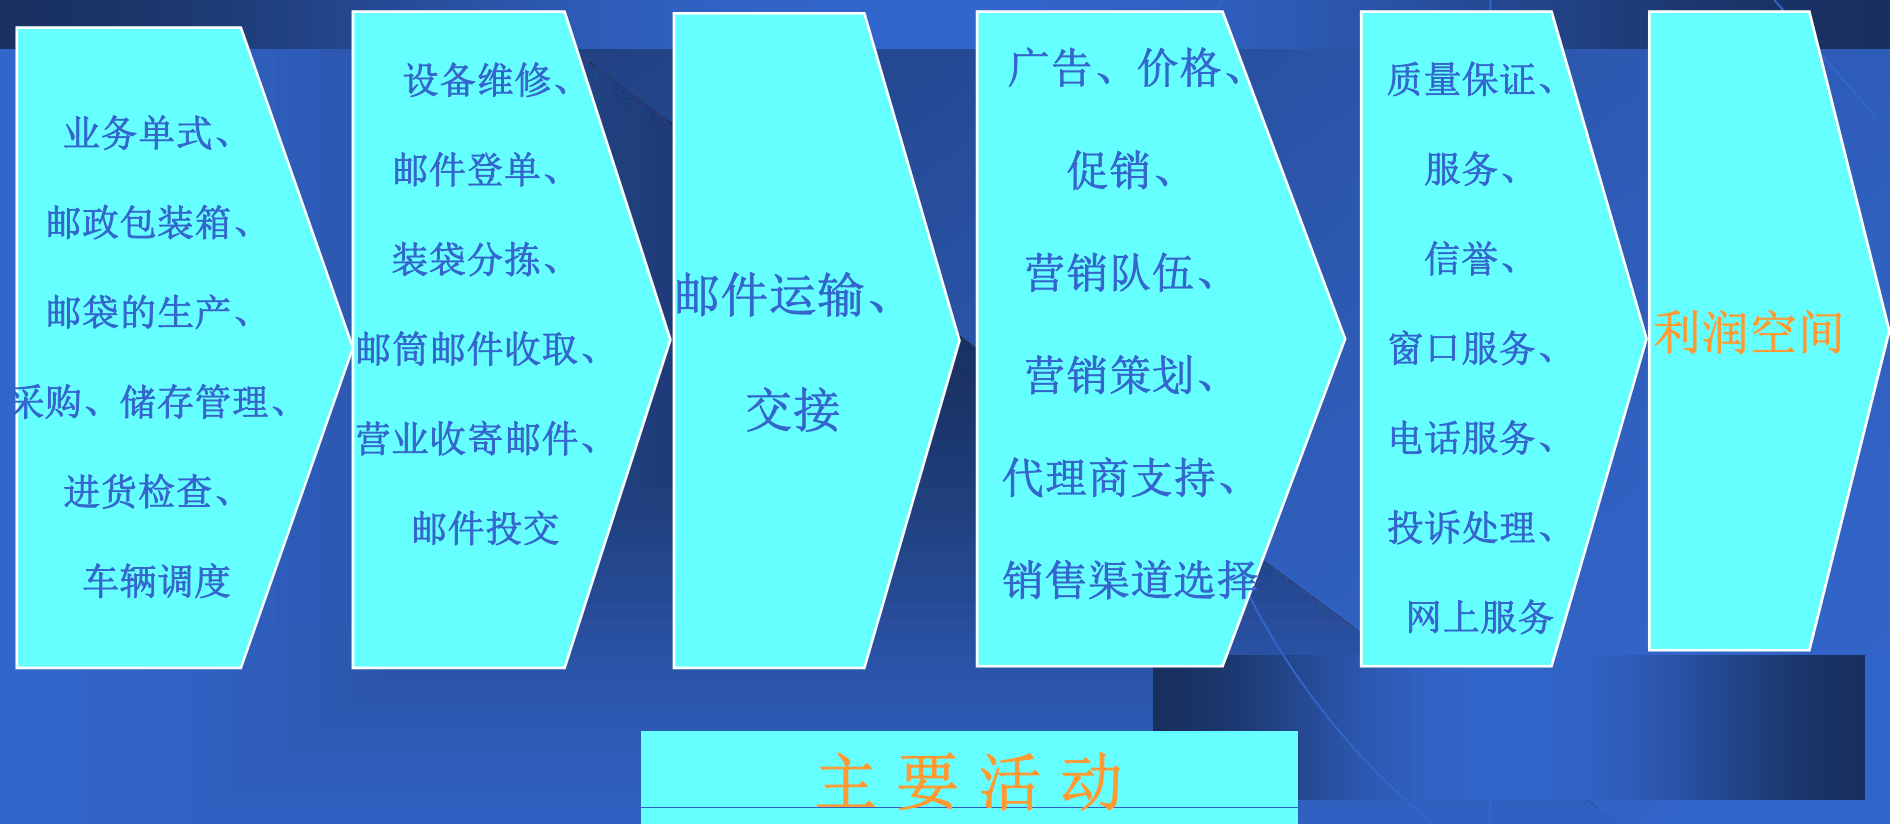 业务单式、
邮政包装箱、
邮袋的生产、
采购、储存管理、
进货检查、
车辆调度
设备维修、
邮件登单、
装袋分拣、
邮筒邮件收取、
营业收寄邮件、
邮件投交
邮件运输、
交接
广告、价格、
促销、
营销队伍、
营销策划、
代理商支持、
销售渠道选择
质量保证、
服务、
信誉、
窗口服务、
电话服务、
投诉处理、
网上服务
利润空间
主要活动